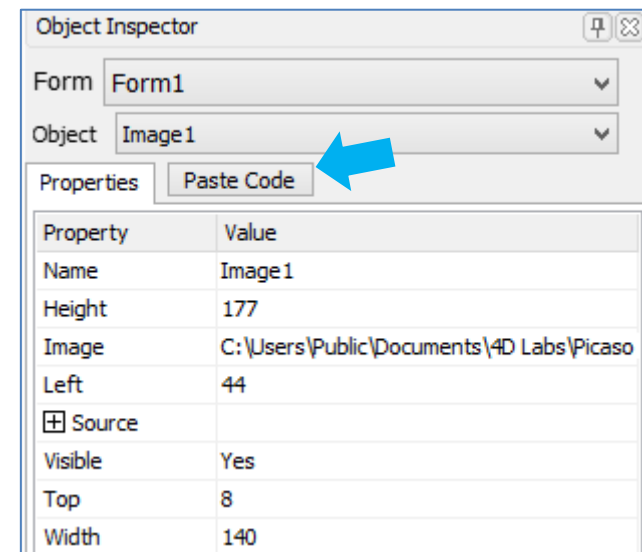 Object Inspector
Form Form1
Object Image1
Properties Paste Code
Property Value
Name Image1
Height 177
Image C:\Users\Public\Documents\4D Labs\Picaso
Left 44
Source
Visible Yes
Top 8
Width 140